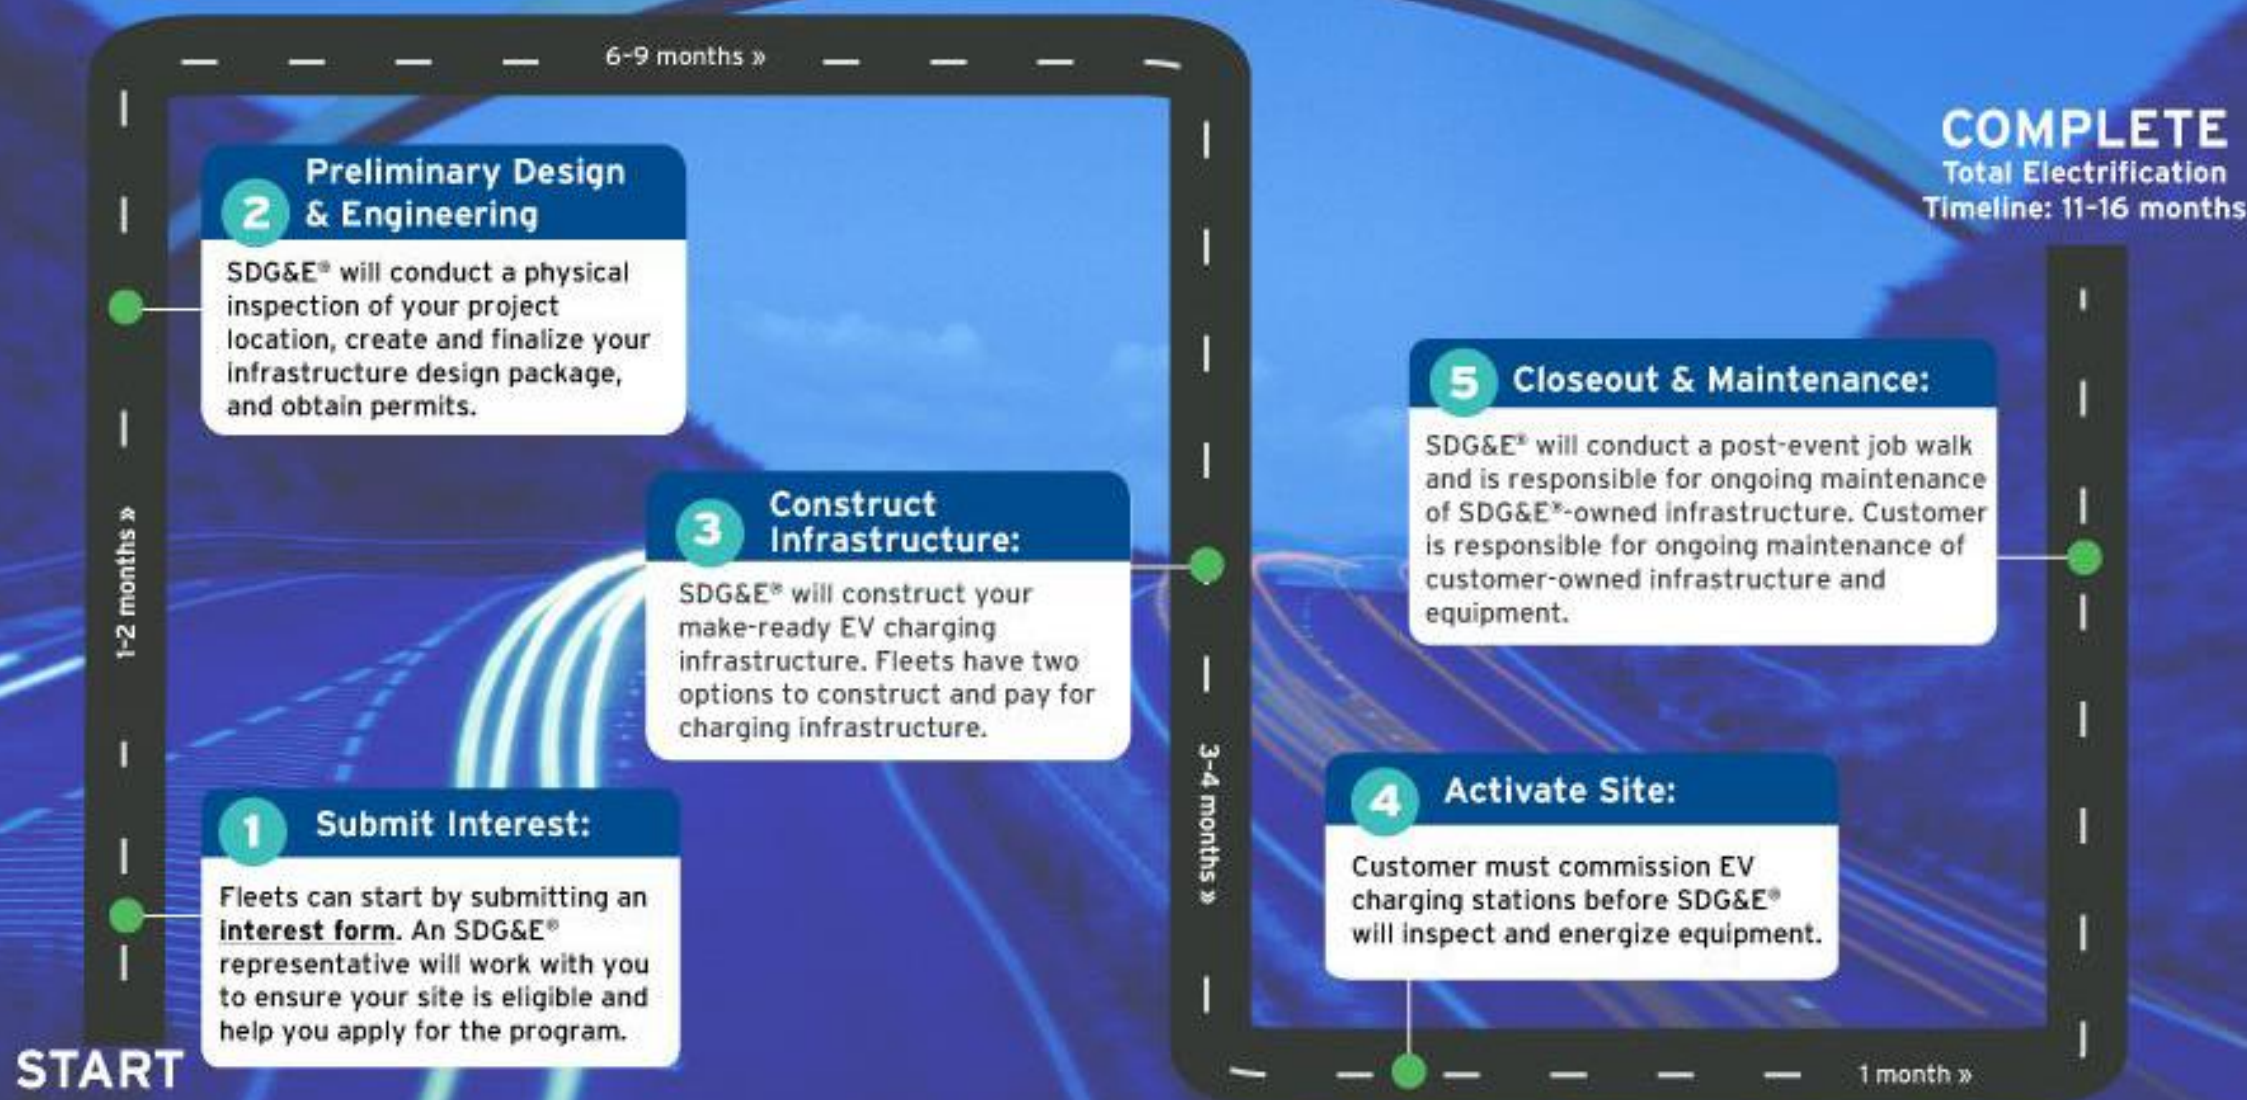 START
1
Submit Interest:
Fleets can start by submitting an
interest form. An SDG&E®
representative will work with you
to ensure your site is eligible and
help you apply for the program.
1-2 months »
2
Preliminary Design
& Engineering
SDG&E® will conduct a physical
inspection of your project
location, create and finalize your
infrastructure design package,
and obtain permits.
6-9 months »
3
Construct
Infrastructure:
SDG&E® will construct your
make-ready EV charging
infrastructure. Fleets have two
options to construct and pay for
charging infrastructure.
3-4 months »
4
Activate Site:
Customer must commission EV
charging stations before SDG&E®
will inspect and energize equipment.
1 month »
5
Closeout & Maintenance:
SDG&E® will conduct a post-event job walk
and is responsible for ongoing maintenance
of SDG&E®-owned infrastructure. Customer
is responsible for ongoing maintenance of
customer-owned infrastructure and
equipment.
COMPLETE
Total Electrification
Timeline: 11-16 months